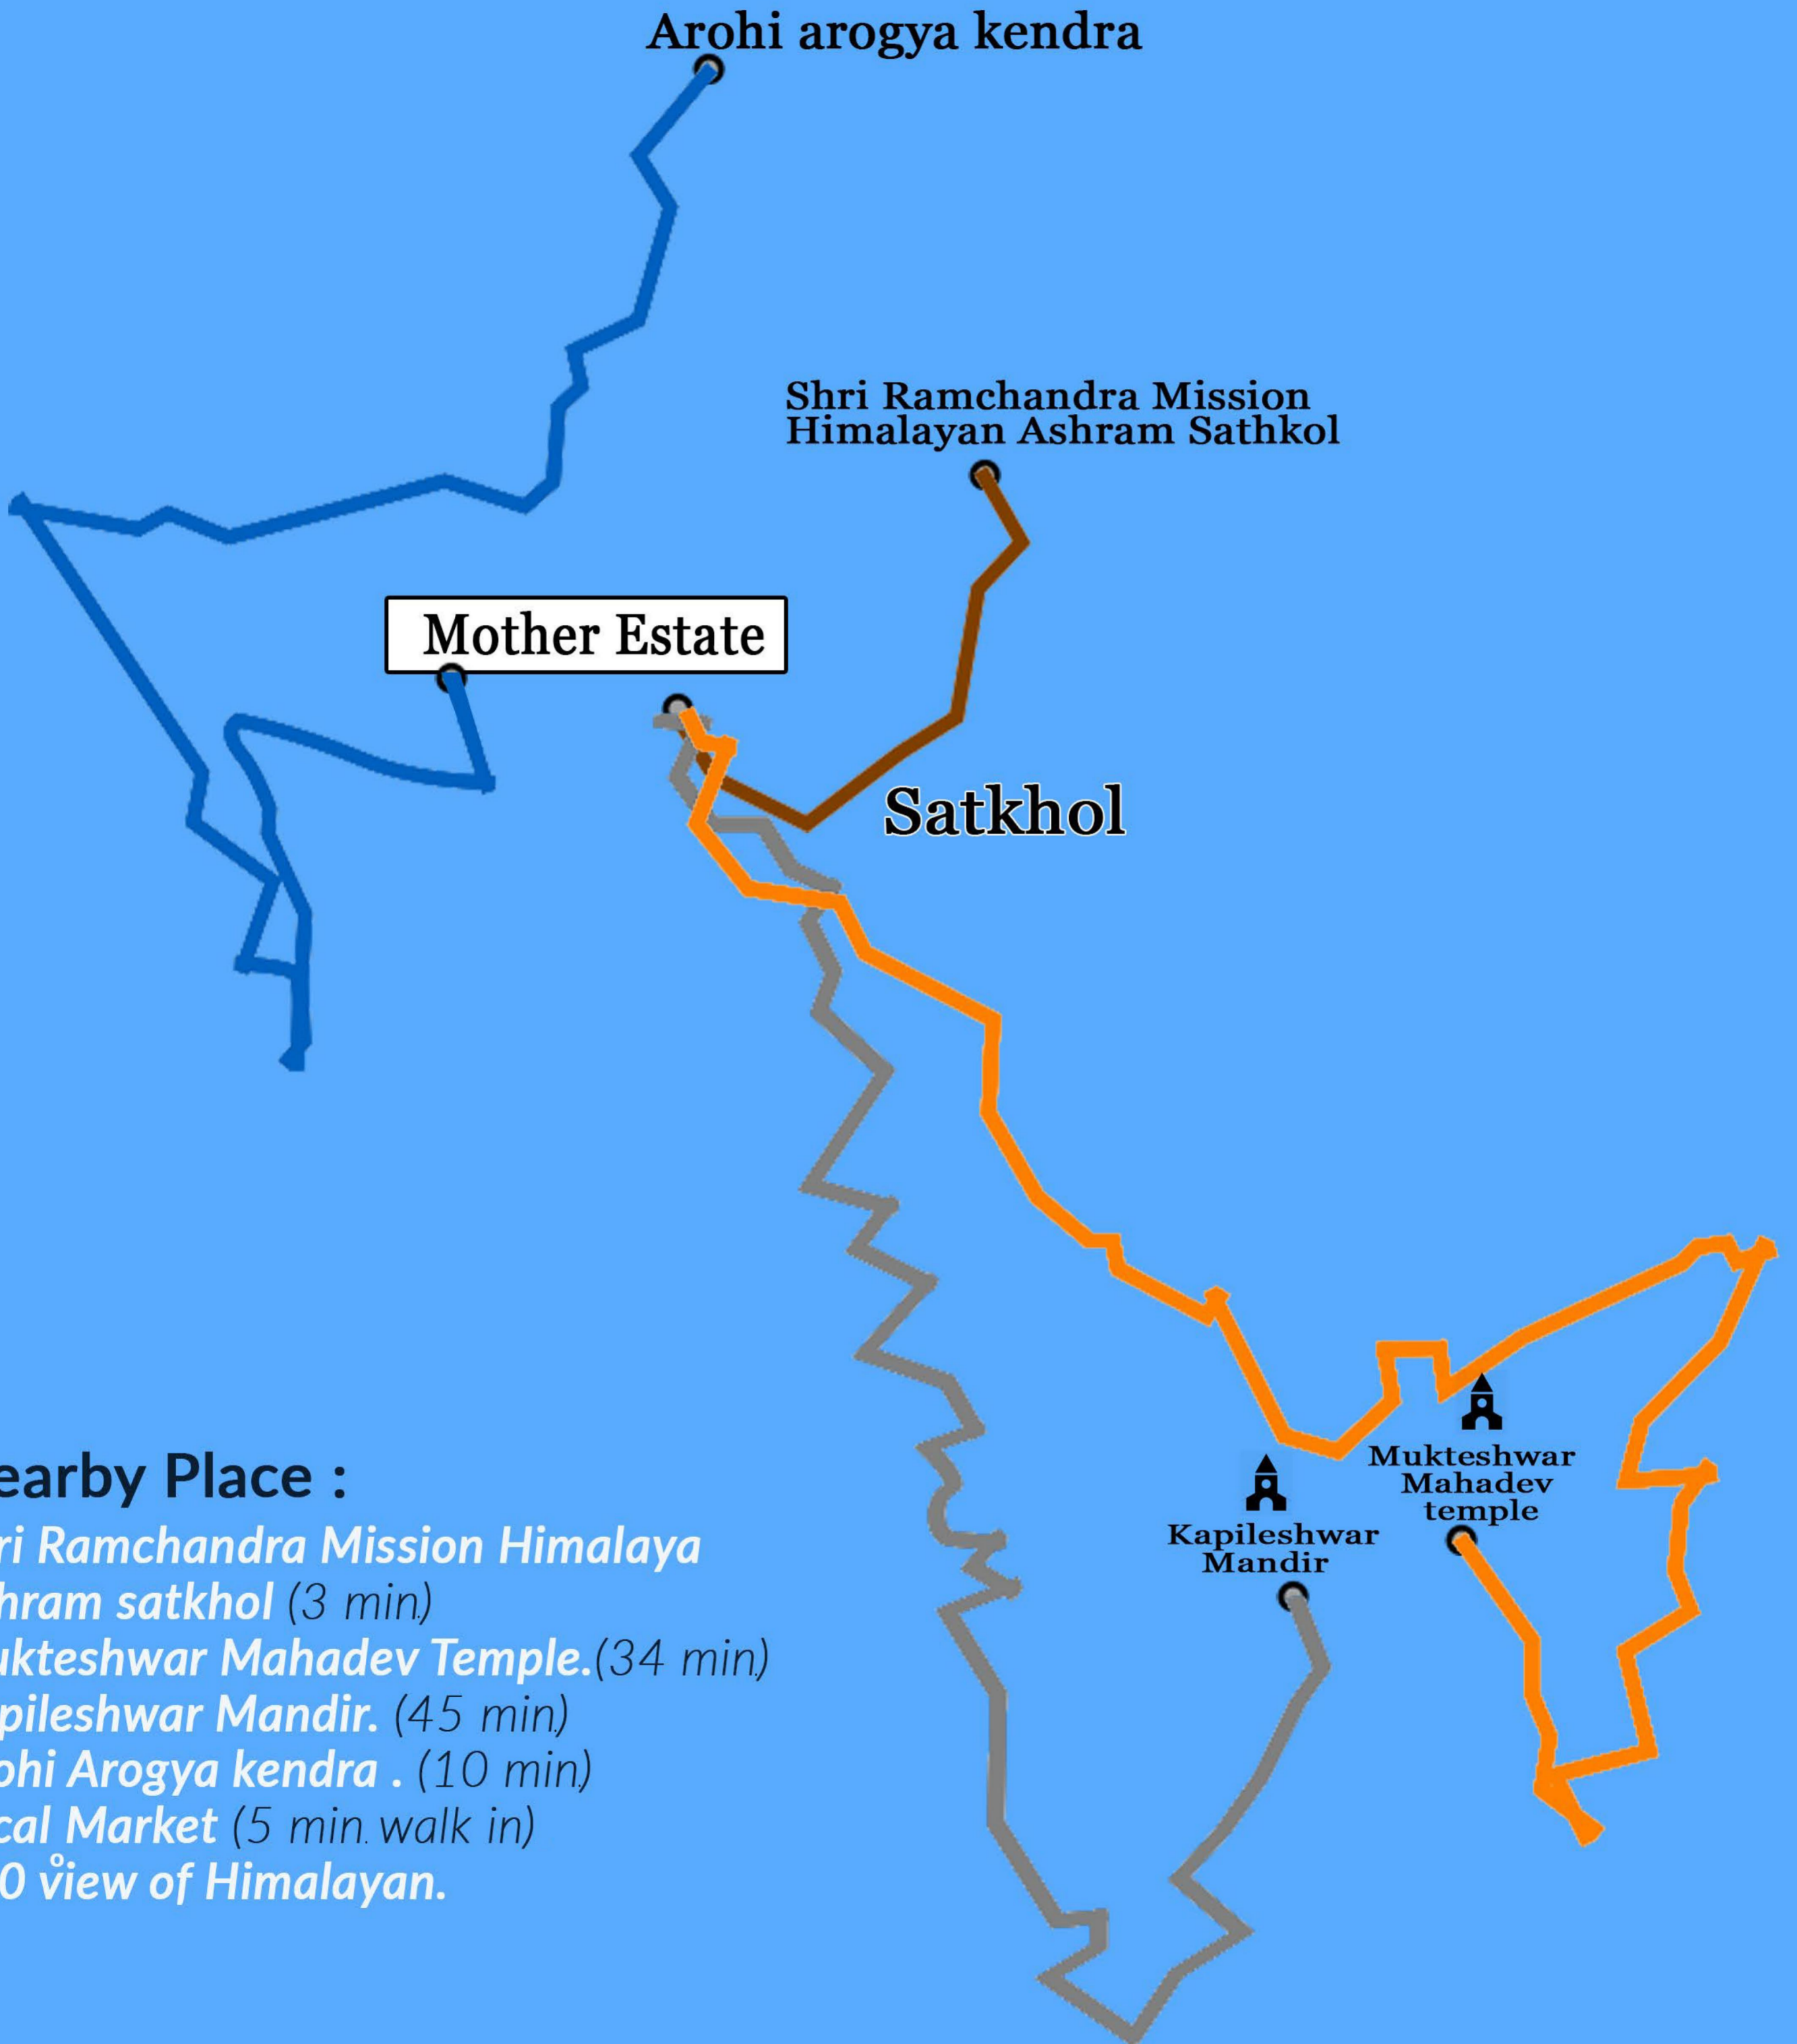 Arohi arogya kendra
Shri Ramchandra Mission
Himalayan Ashram Sathkol
Mother Estate
Satkhol
Mukteshwar
Mahadev
temple
Kapileshwar
Mandir
earby Place :
ri Ramchandra Mission Himalaya
hram satkhol (3 min.)
ukteshwar Mahadev Temple.(34 min.)
pileshwar Mandir. (45 min.)
ohi Arogya kendra . (10 min.)
cal Market (5 min. walk in)
0 view of Himalayan.